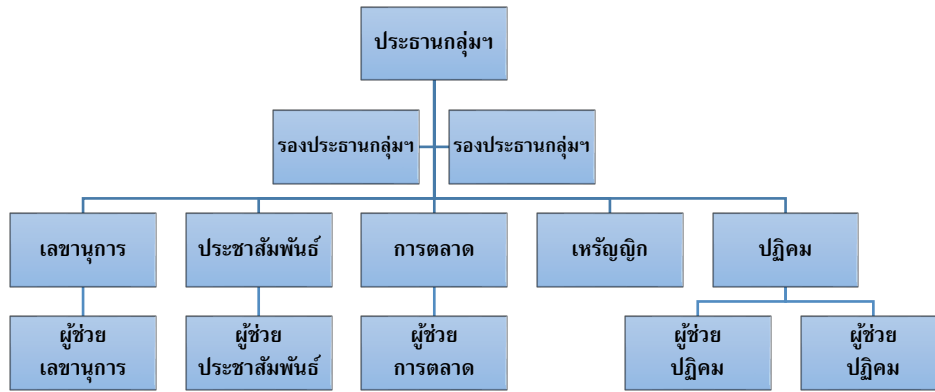 ประธานกลุ่มฯ
รองประธานกลุ่มฯ
รองประธานกลุ่มฯ
เลขานุการ
ประชาสัมพันธ์
การตลาด
เหรัญญิก
ปฏิคม
ผู้ช่วย
เลขานุการ
ผู้ช่วย
ประชาสัมพันธ์
ผู้ช่วย
การตลาด
ผู้ช่วย
ปฏิคม
ผู้ช่วย
ปฏิคม